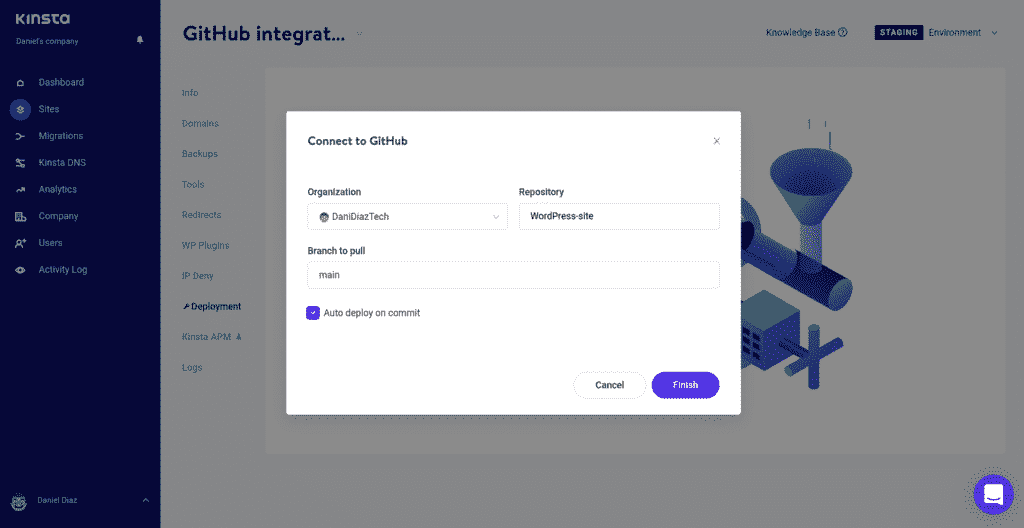 KINSTA
Daniel's company
Dashboard
Sites
Migrations
Kinsta DNS
Analytics
Company
Users
Activity Log
Daniel Diaz
GitHub integrat...
Knowledge Base
STAGING Environment
Info
Domains
Backups
Tools
Redirects
WP Plugins
IP Deny
Deployment
Kinsta APM
Logs
Connect to GitHub
Organization
Repository
DaniDiazTech
WordPress-site
Branch to pull
main
Auto deploy on commit
Cancel
Finish